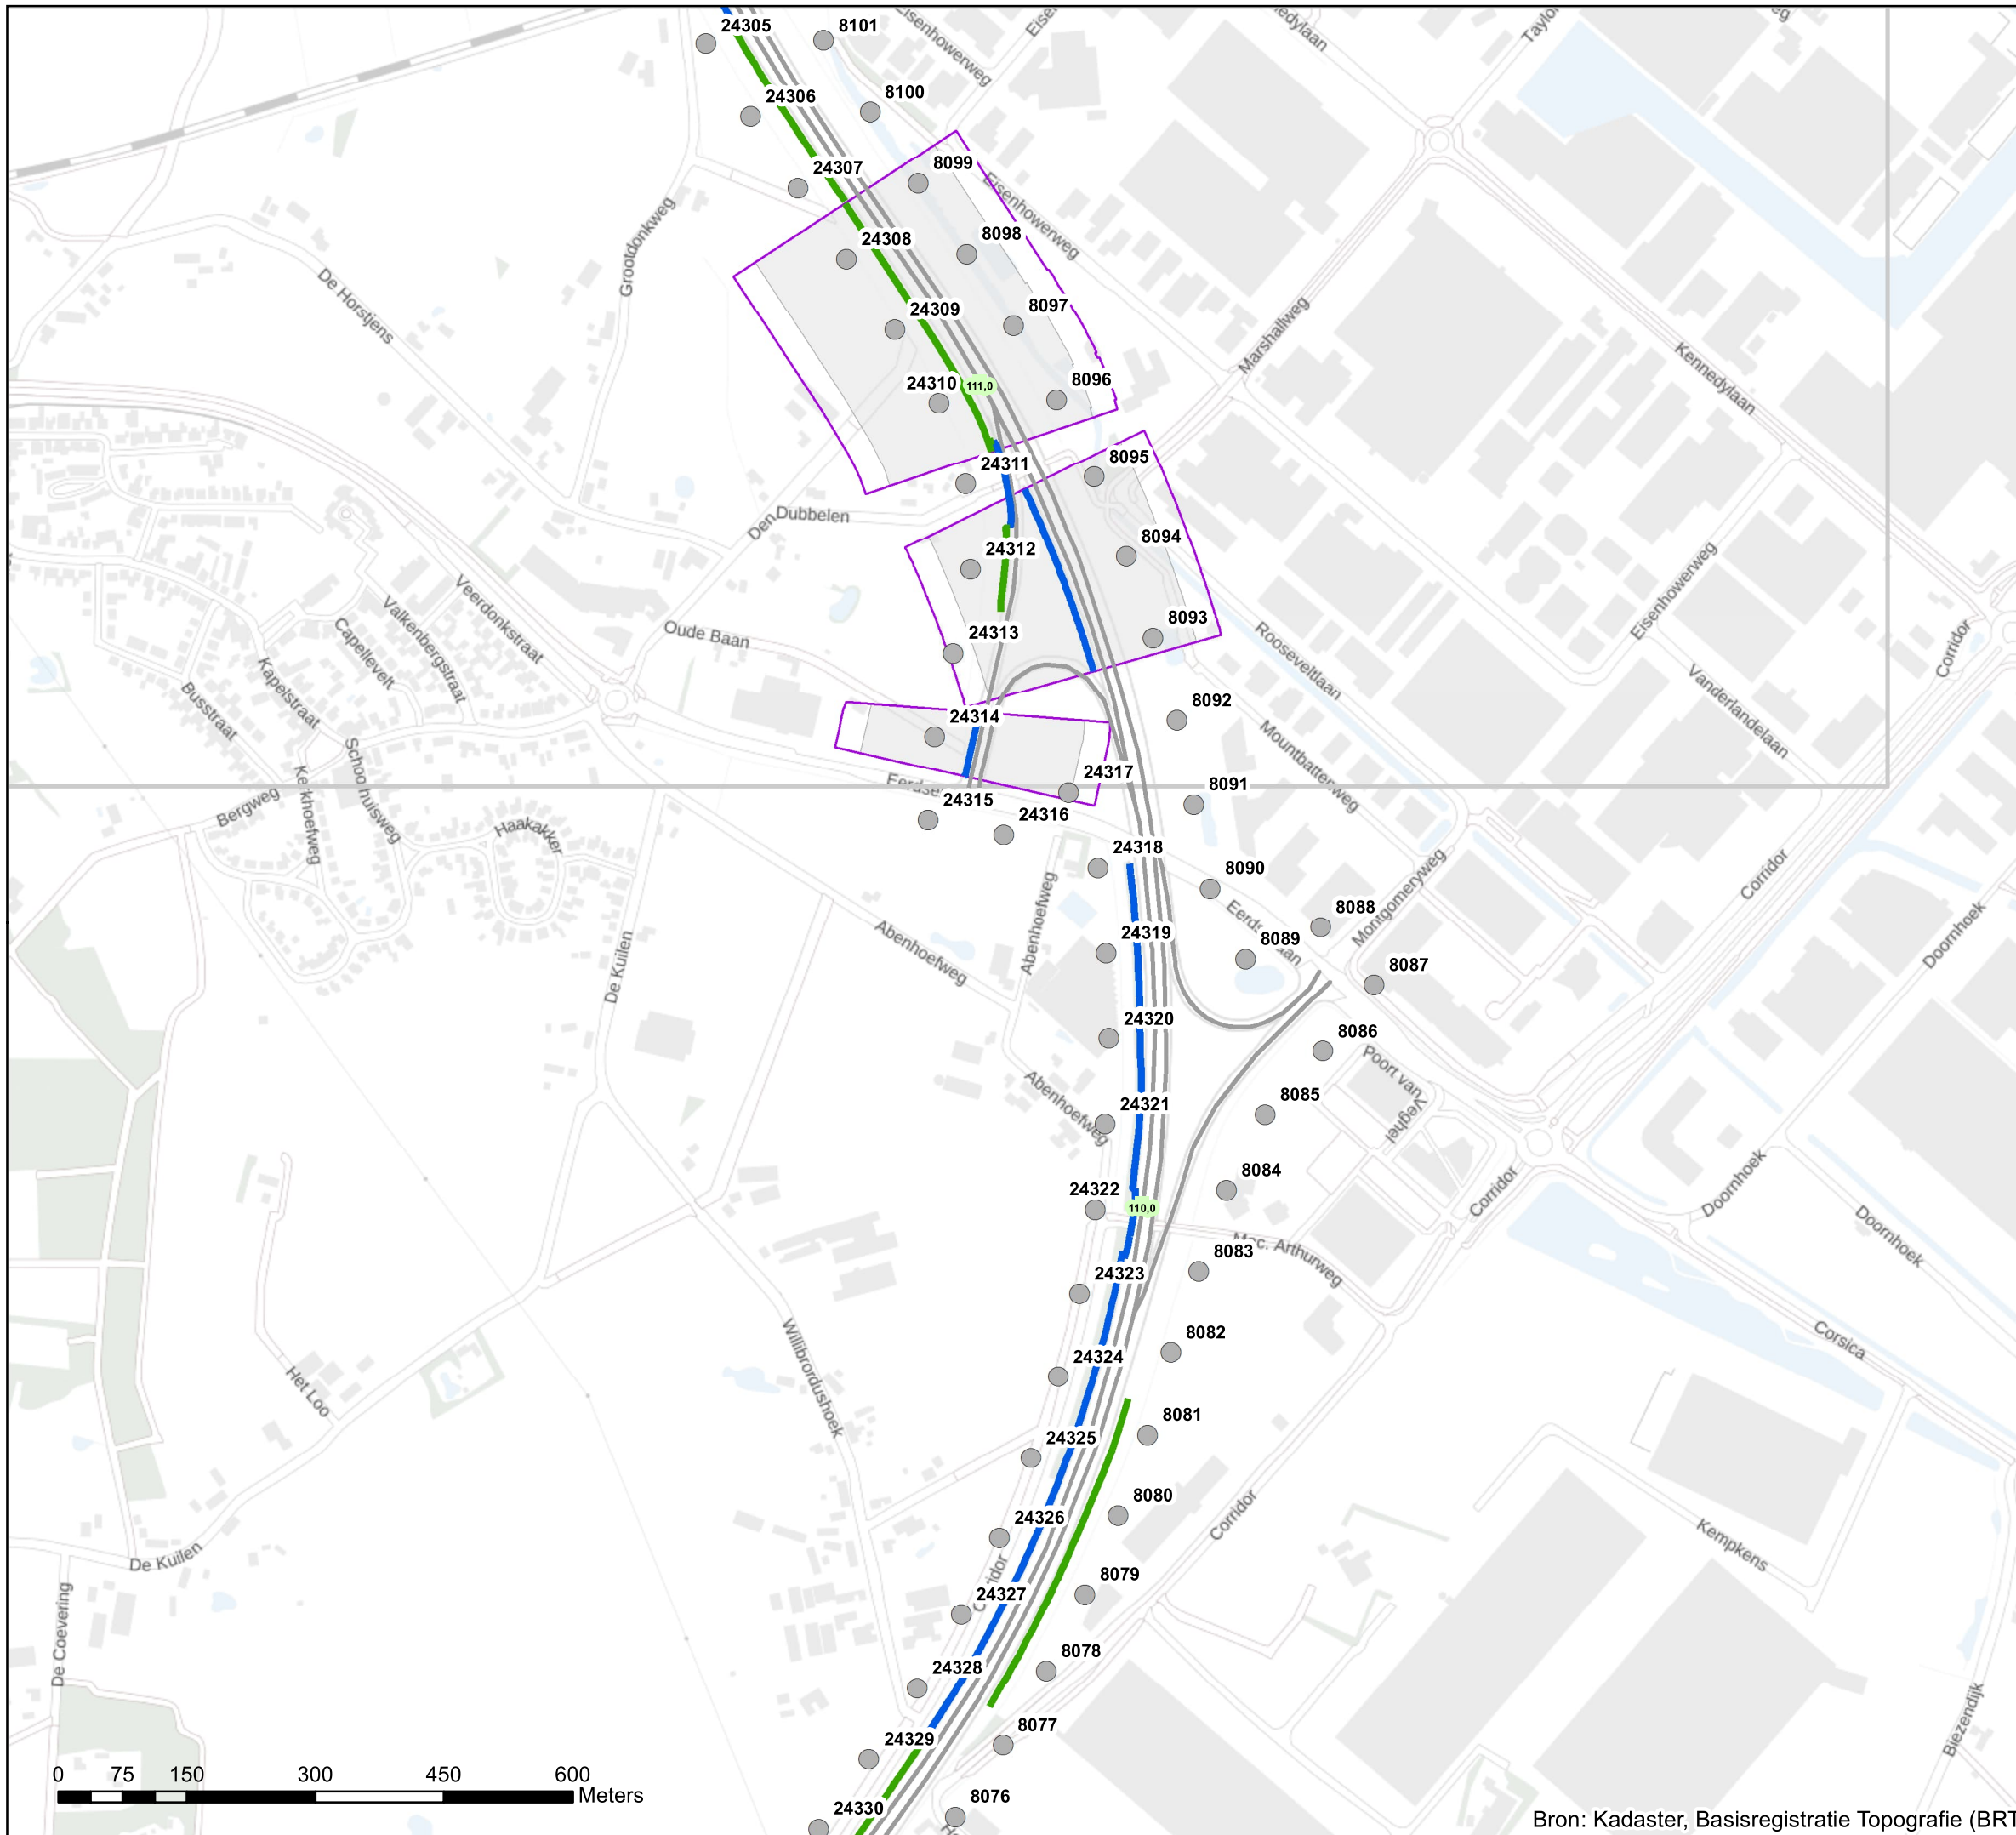 24305
8101
Eisenhowerweg
Taylor
24306
8100
24307
8099
Eisenhowerweg
Grootdonkweg
De Horstjens
24308
8098
24309
8097
Marshallweg
Kennedylaan
24310
111,0
8096
24311
8095
Den Dubbelen
24312
8094
Eisenhowerweg
Veerdonkstraat
Valkenbergstraat
Capellevelt
Oude Baan
24313
8093
Rooseveltlaan
Corridor
Kapelstraat
Busstraat
Vanderlandelaan
24314
8092
Mountbattenweg
Schoolhuisweg
Kerkhoefweg
Bergweg
Haakakker
24317
24315
24316
8091
24318
8090
Montgomeryweg
Corridor
Doornhoek
Abenhoefweg
Abenhoefweg
De Kuilen
24319
8089
8088
8087
24320
8086
Poort van
Veghel
Abenhoefweg
24321
8085
24322
110,0
8084
Corridor
Doornhoek
Doornhoek
Mac. Arthurweg
24323
8083
Willibrordushoek
Het Loo
24324
8082
Corsica
24325
8081
24326
8080
Corridor
Kempkens
De Kuilen
De Coevering
24327
8079
24328
8078
Biezendijk
24329
8077
24330
8076
0 75 150 300 450 600
Meters
Bron: Kadaster, Basisregistratie Topografie (BRT